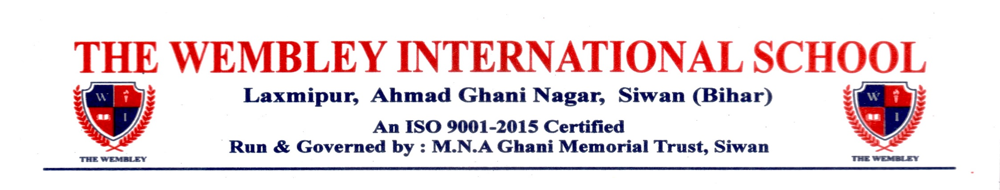 THE WEMBLEY INTERNATIONAL SCHOOL
Laxmipur, Ahmad Ghani Nagar, Siwan (Bihar)
An ISO 9001-2015 Certified
Run & Governed by : M.N.A Ghani Memorial Trust, Siwan
W
I
THE WEMBLEY
W
I
THE WEMBLEY